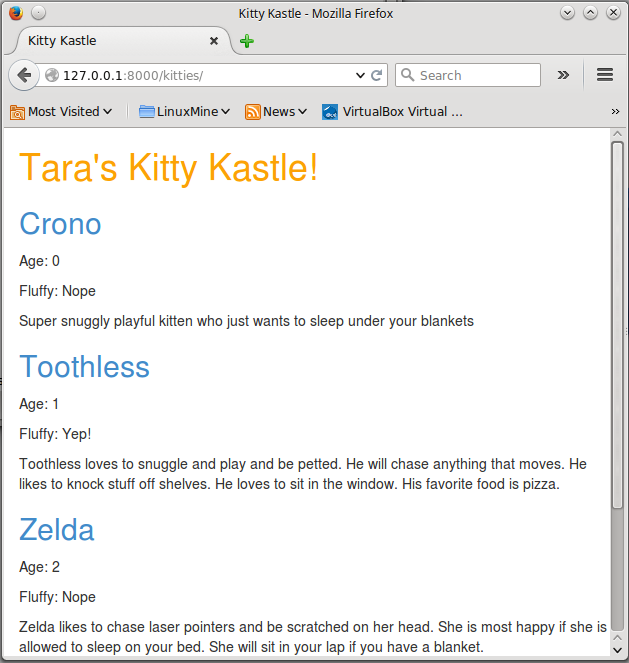 Kitty Kastle - Mozilla Firefox
Kitty Kastle
127.0.0.1:8000/kitties/
Search
Most Visited LinuxMine News VirtualBox Virtual ...
Tara's Kitty Kastle!
Crono
Age: 0
Fluffy: Nope
Super snuggly playful kitten who just wants to sleep under your blankets
Toothless
Age: 1
Fluffy: Yep!
Toothless loves to snuggle and play and be petted. He will chase anything that moves. He
likes to knock stuff off shelves. He loves to sit in the window. His favorite food is pizza.
Zelda
Age: 2
Fluffy: Nope
Zelda likes to chase laser pointers and be scratched on her head. She is most happy if she is
allowed to sleep on your bed. She will sit in your lap if you have a blanket.